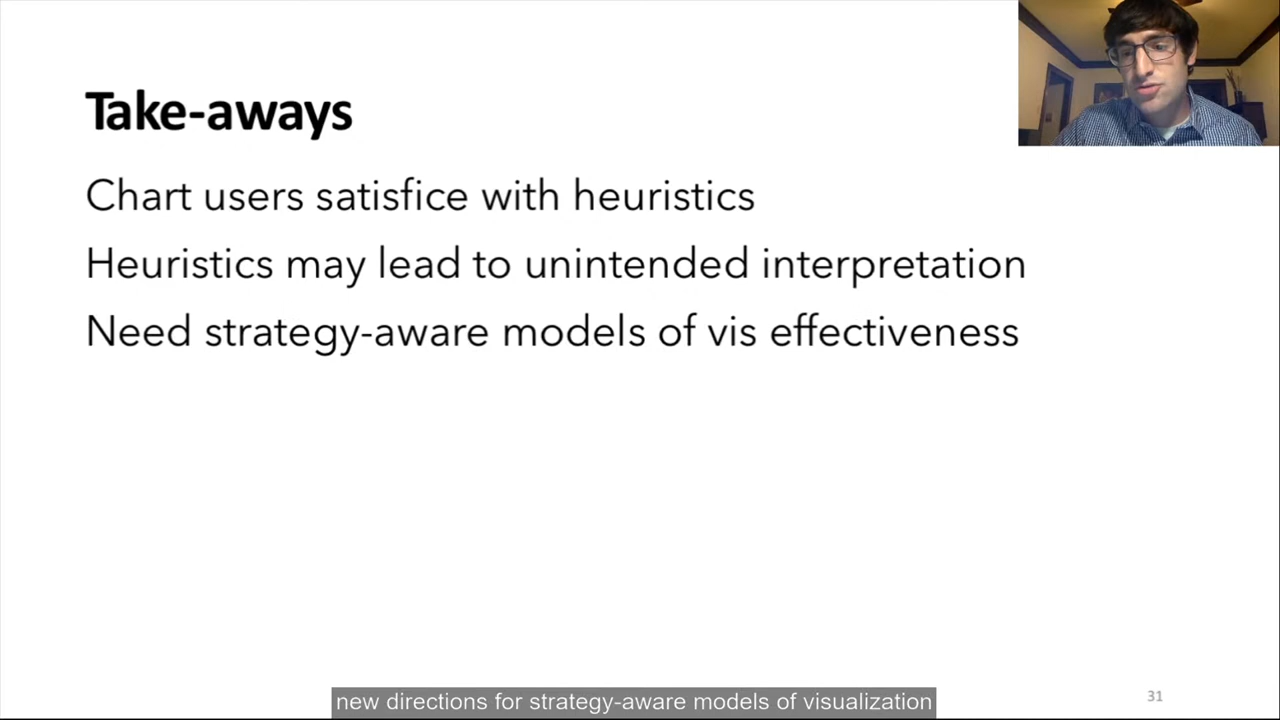 Take-aways
Chart users satisfice with heuristics
Heuristics may lead to unintended interpretation
Need strategy-aware models of vis effectiveness
new directions for strategy-aware models of visualization
31